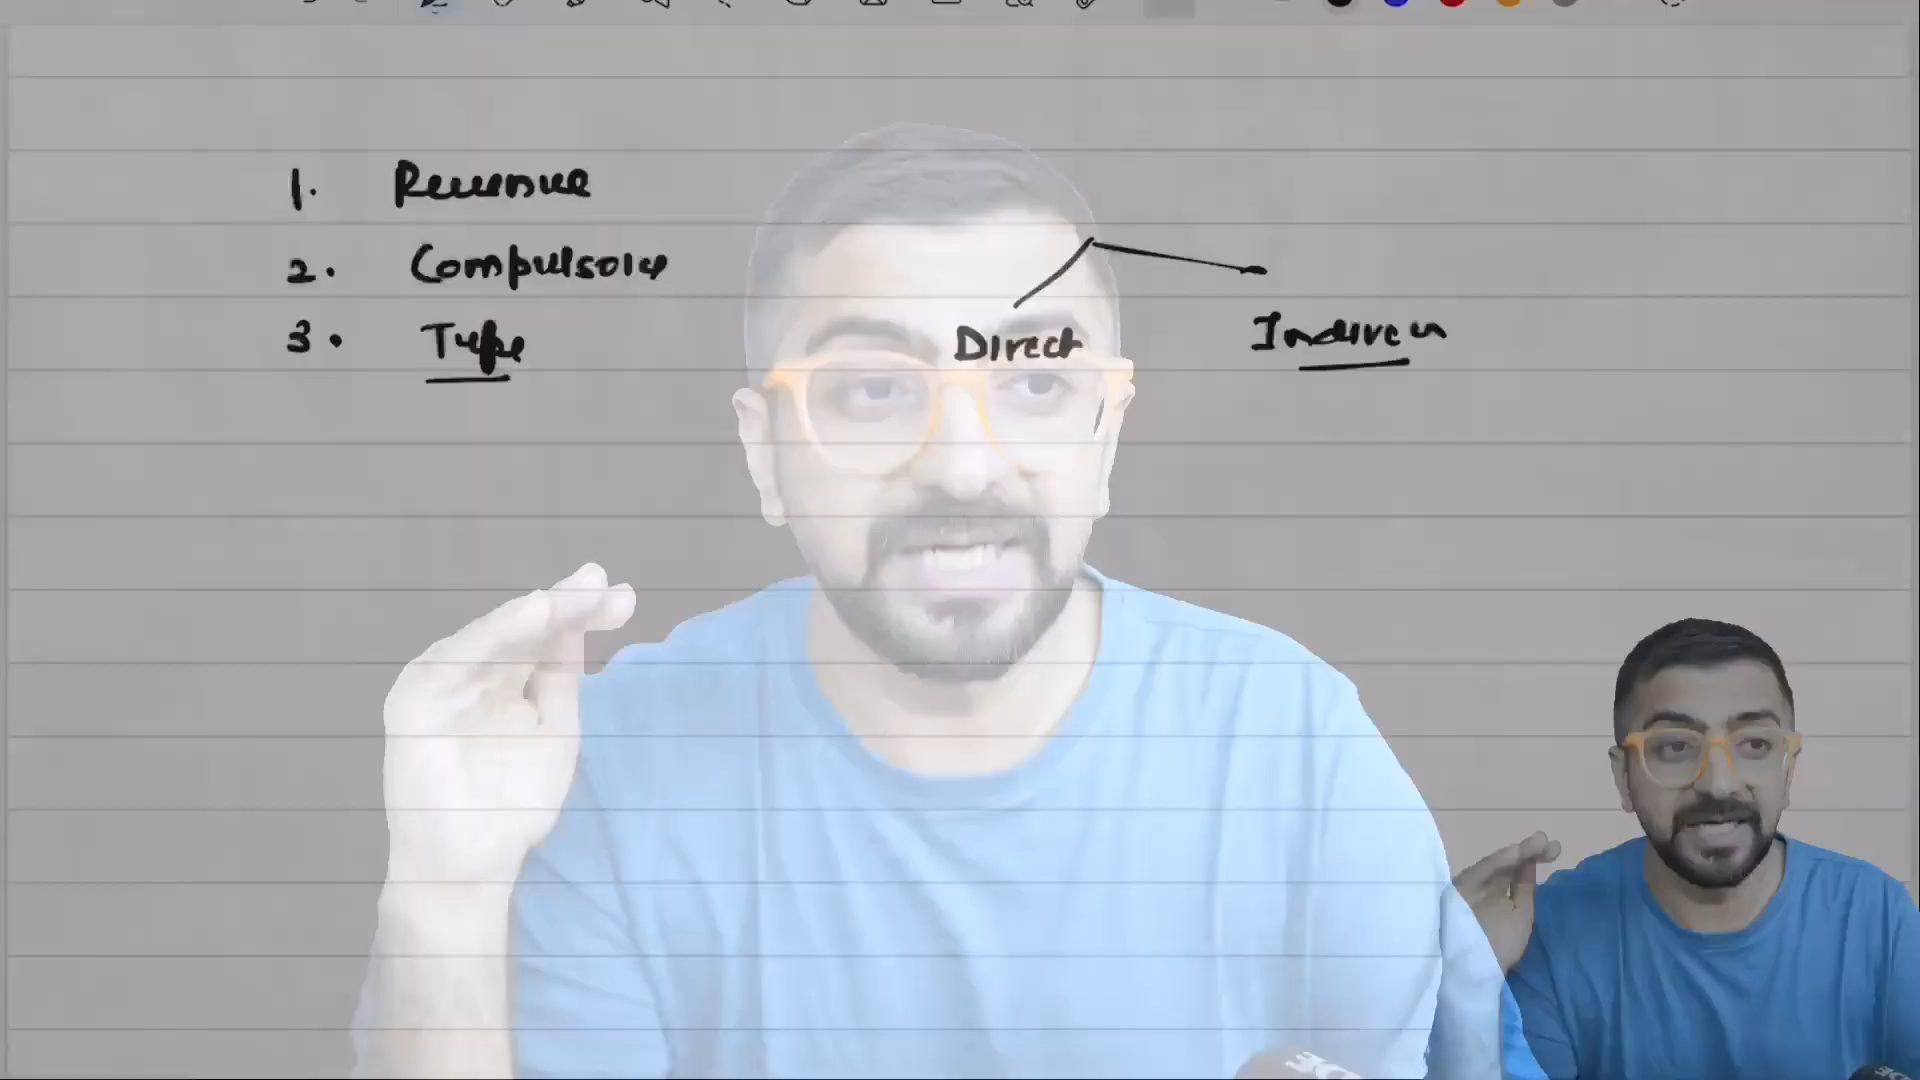 1. Revenue
2. Compulsory
3. Type Direct Indirect